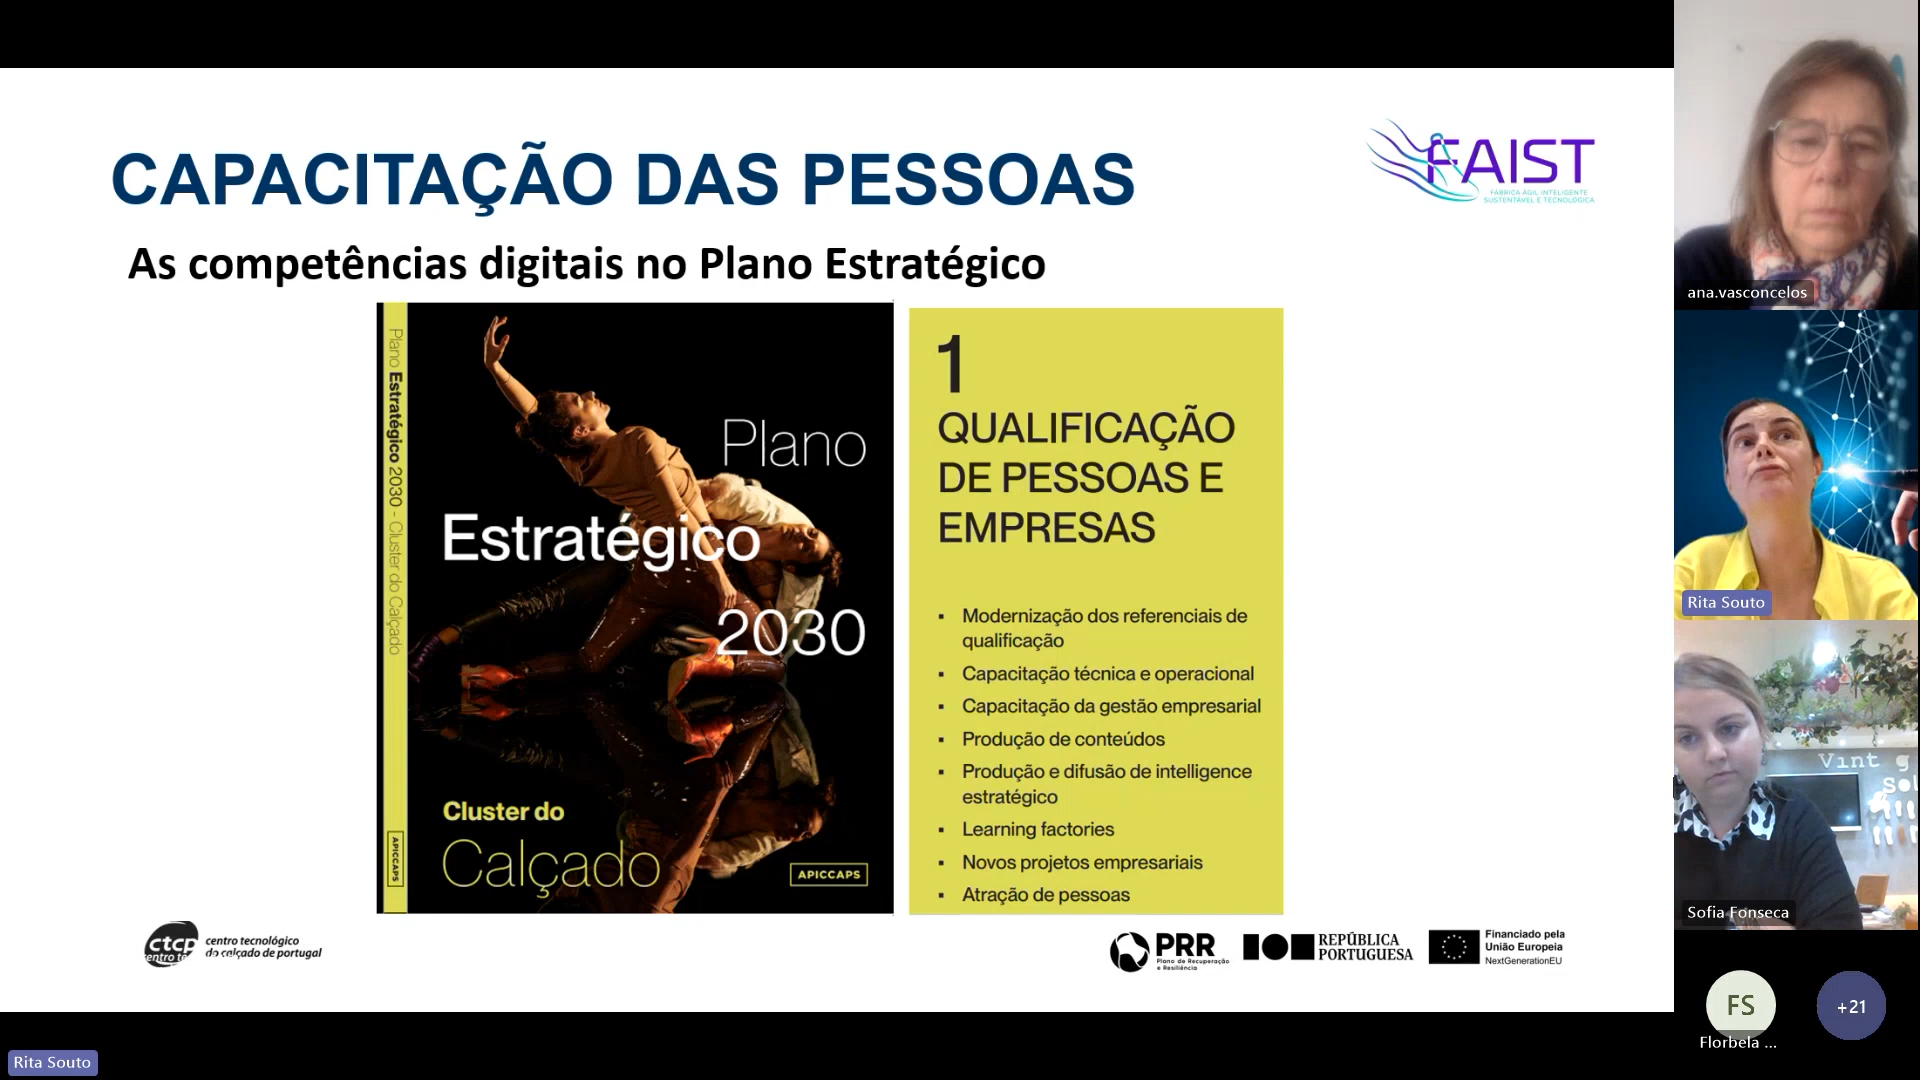 CAPACITAÇÃO DAS PESSOAS
FAIST
FÁBRICA ÁGIL INTELIGENTE
SUSTENTÁVEL E TECNOLÓGICA
As competências digitais no Plano Estratégico
Plano Estratégico 2030 - Cluster do Calçado
APICCAPS
Plano
Estratégico
2030
Cluster do
Calçado
APICCAPS
1
QUALIFICAÇÃO
DE PESSOAS E
EMPRESAS
▪ Modernização dos referenciais de
qualificação
▪ Capacitação técnica e operacional
▪ Capacitação da gestão empresarial
▪ Produção de conteúdos
▪ Produção e difusão de intelligence
estratégico
▪ Learning factories
▪ Novos projetos empresariais
▪ Atração de pessoas
ctcp
centro tecnológico
do calçado de portugal
PRR
Plano de Recuperação
e Resiliência
REPÚBLICA
PORTUGUESA
Financiado pela
União Europeia
NextGenerationEU
ana.vasconcelos
Rita Souto
Vint g
Sol
Sofia Fonseca
FS
Florbela ...
+21
Rita Souto